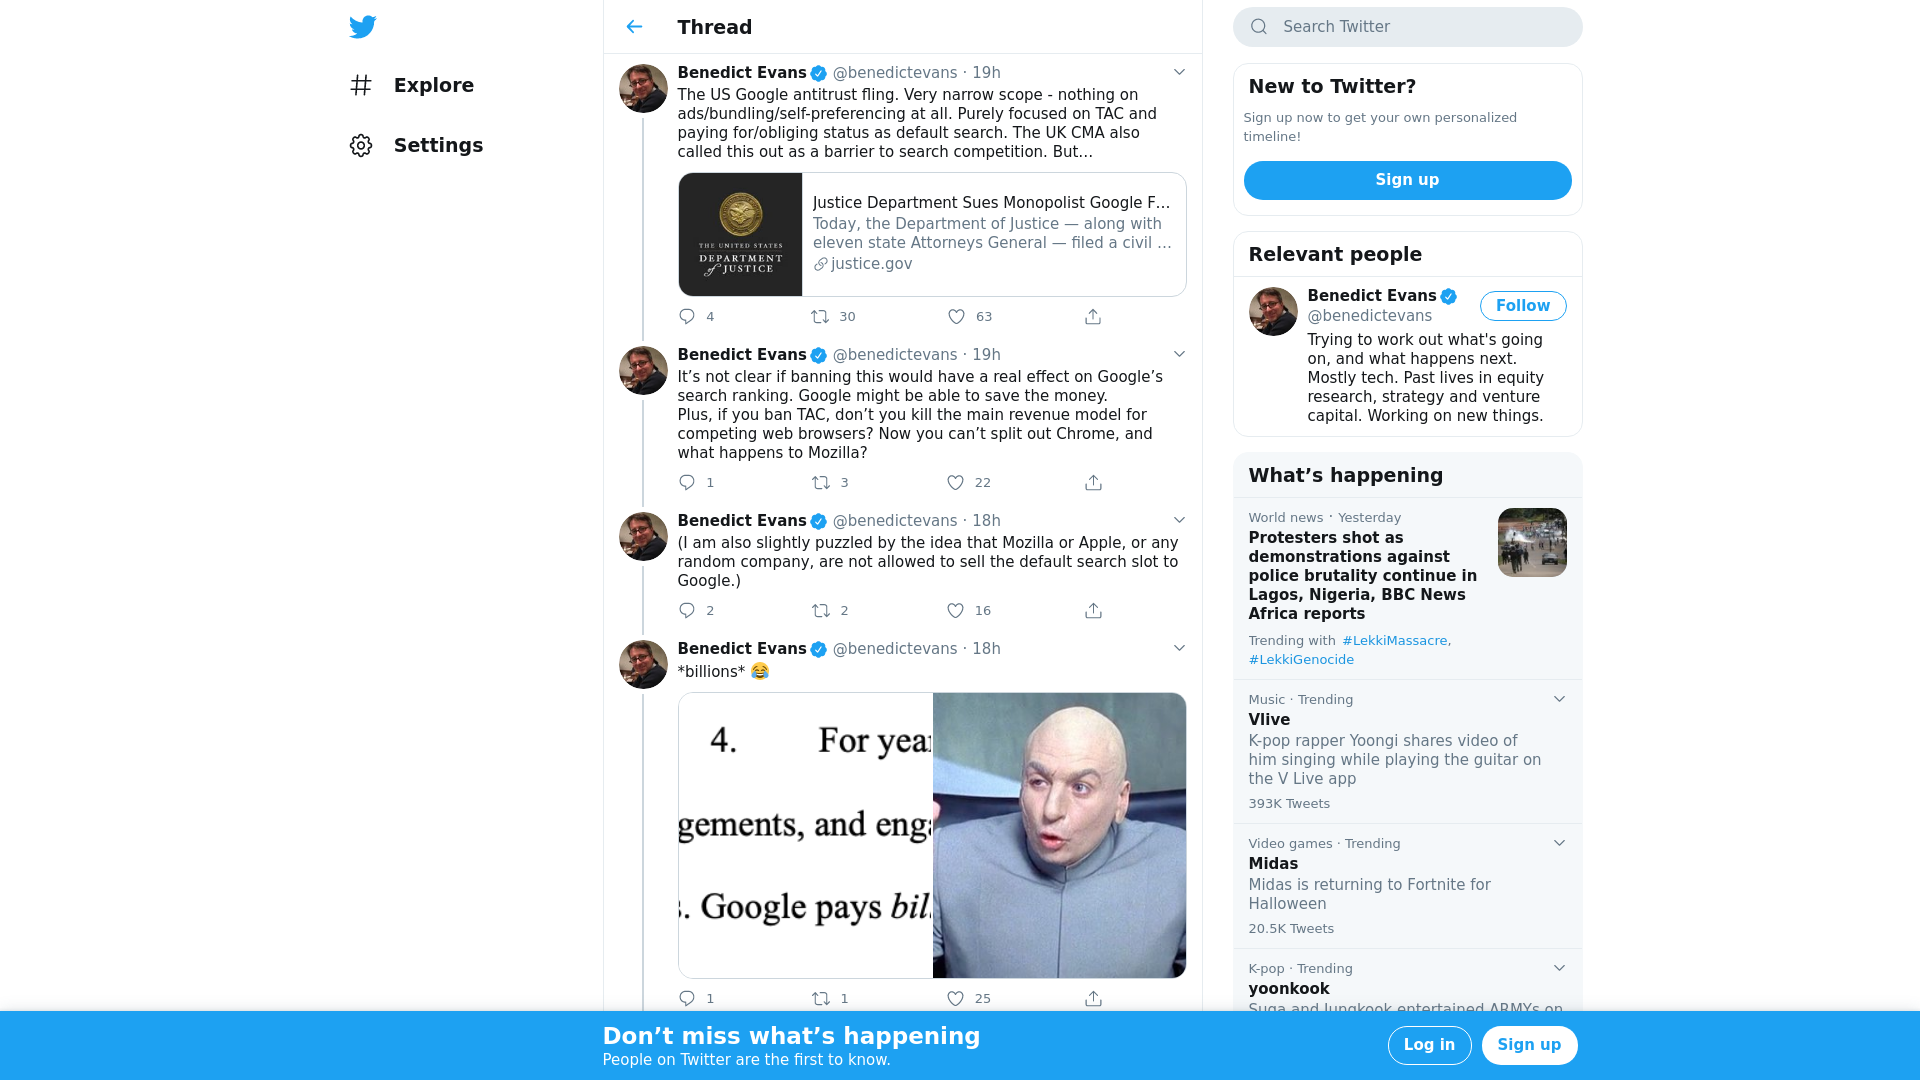 Explore
Settings
Thread
Benedict Evans @benedictevans · 19h
The US Google antitrust fling. Very narrow scope - nothing on
ads/bundling/self-preferencing at all. Purely focused on TAC and
paying for/obliging status as default search. The UK CMA also
called this out as a barrier to search competition. But…
THE UNITED STATES
DEPARTMENT
of JUSTICE
Justice Department Sues Monopolist Google F…
Today, the Department of Justice — along with
eleven state Attorneys General — filed a civil …
justice.gov
4 30 63
Benedict Evans @benedictevans · 19h
It’s not clear if banning this would have a real effect on Google’s
search ranking. Google might be able to save the money.
Plus, if you ban TAC, don’t you kill the main revenue model for
competing web browsers? Now you can’t split out Chrome, and
what happens to Mozilla?
1 3 22
Benedict Evans @benedictevans · 18h
(I am also slightly puzzled by the idea that Mozilla or Apple, or any
random company, are not allowed to sell the default search slot to
Google.)
2 2 16
Benedict Evans @benedictevans · 18h
*billions* 😂
4. For year
gements, and eng
s. Google pays bil
1 1 25
Search Twitter
New to Twitter?
Sign up now to get your own personalized
timeline!
Sign up
Relevant people
Benedict Evans
@benedictevans
Follow
Trying to work out what's going
on, and what happens next.
Mostly tech. Past lives in equity
research, strategy and venture
capital. Working on new things.
What’s happening
World news · Yesterday
Protesters shot as
demonstrations against
police brutality continue in
Lagos, Nigeria, BBC News
Africa reports
Trending with #LekkiMassacre,
#LekkiGenocide
Music · Trending
Vlive
K-pop rapper Yoongi shares video of
him singing while playing the guitar on
the V Live app
393K Tweets
Video games · Trending
Midas
Midas is returning to Fortnite for
Halloween
20.5K Tweets
K-pop · Trending
yoonkook
Suga and Jungkook entertained ARMYs on
Don’t miss what’s happening
People on Twitter are the first to know.
Log in
Sign up